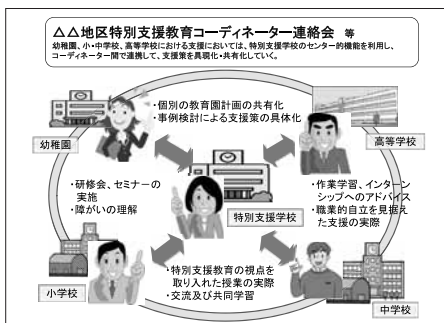 △△地区特別支援教育コーディネーター連絡会 等
幼稚園、小・中学校、高等学校における支援においては、特別支援学校のセンター的機能を利用し、
コーディネーター間で連携して、支援策を具現化・共有化していく。
・個別の教育園計画の共有化
・事例検討による支援策の具体化
幼稚園
高等学校
・研修会、セミナーの
実施
・障がいの理解
特別支援学校
・作業学習、インターン
シップへのアドバイス
・職業的自立を見据え
た支援の実際
・特別支援教育の視点を
取り入れた授業の実際
・交流及び共同学習
小学校
中学校